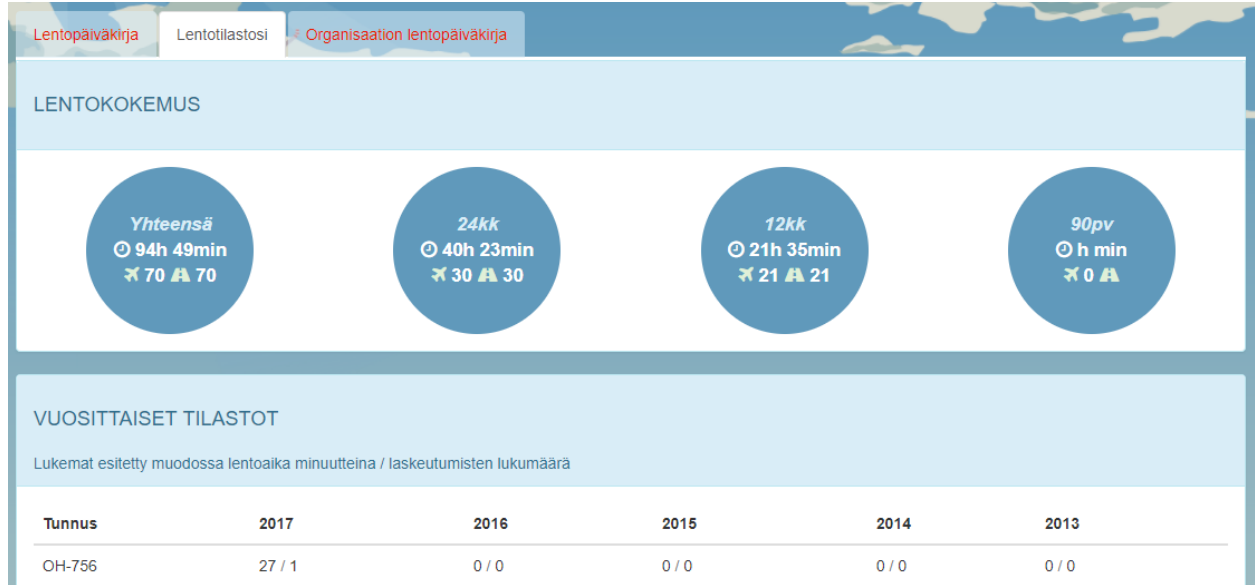 Lentopäiväkirja Lentotilastosi Organisaation lentopäiväkirja
LENTOKOKEMUS
Yhteensä
94h 49min
70 70
24kk
40h 23min
30 30
12kk
21h 35min
21 21
90pv
h min
0
VUOSITTAISET TILASTOT
Lukemat esitetty muodossa lentoaika minuutteina / laskeutumisten lukumäärä
Tunnus 2017 2016 2015 2014 2013
OH-756 27 / 1 0 / 0 0 / 0 0 / 0 0 / 0